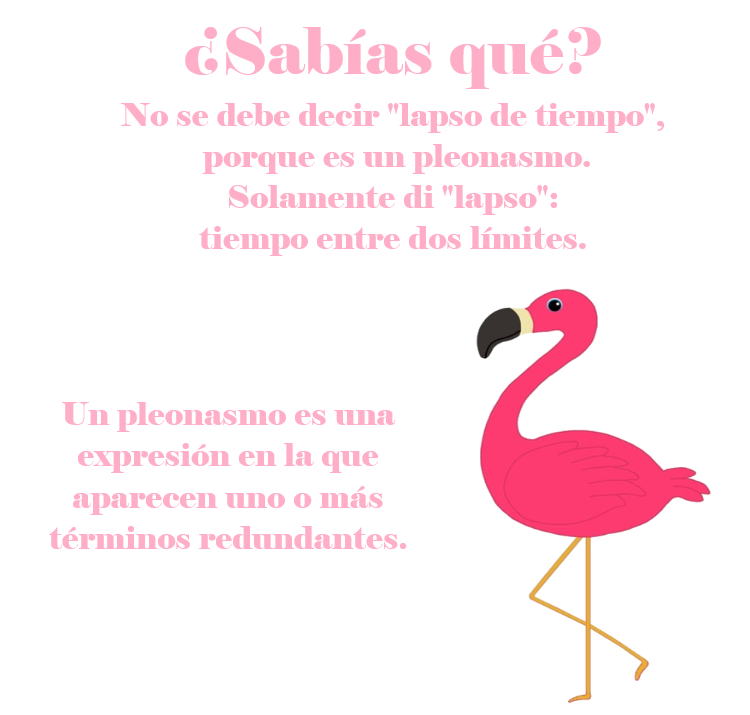 ¿Sabías qué?
No se debe decir "lapso de tiempo",
porque es un pleonasmo.
Solamente di "lapso":
tiempo entre dos límites.
Un pleonasmo es una
expresión en la que
aparecen uno o más
términos redundantes.